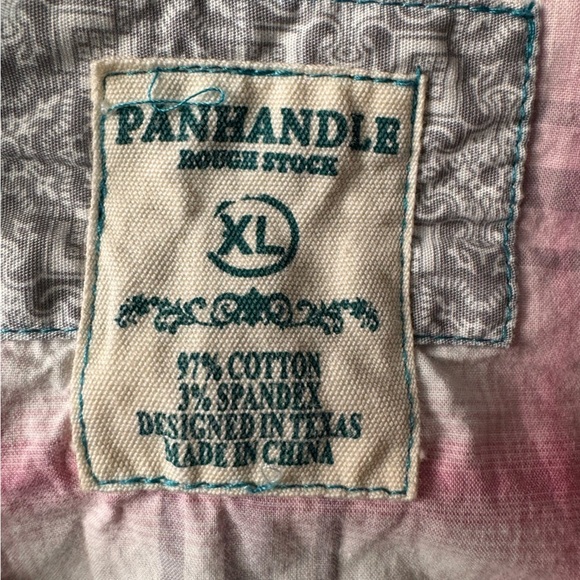 PANHANDLE
ROUGH STOCK
XL
97% COTTON
3% SPANDEX
DESIGNED IN TEXAS
MADE IN CHINA